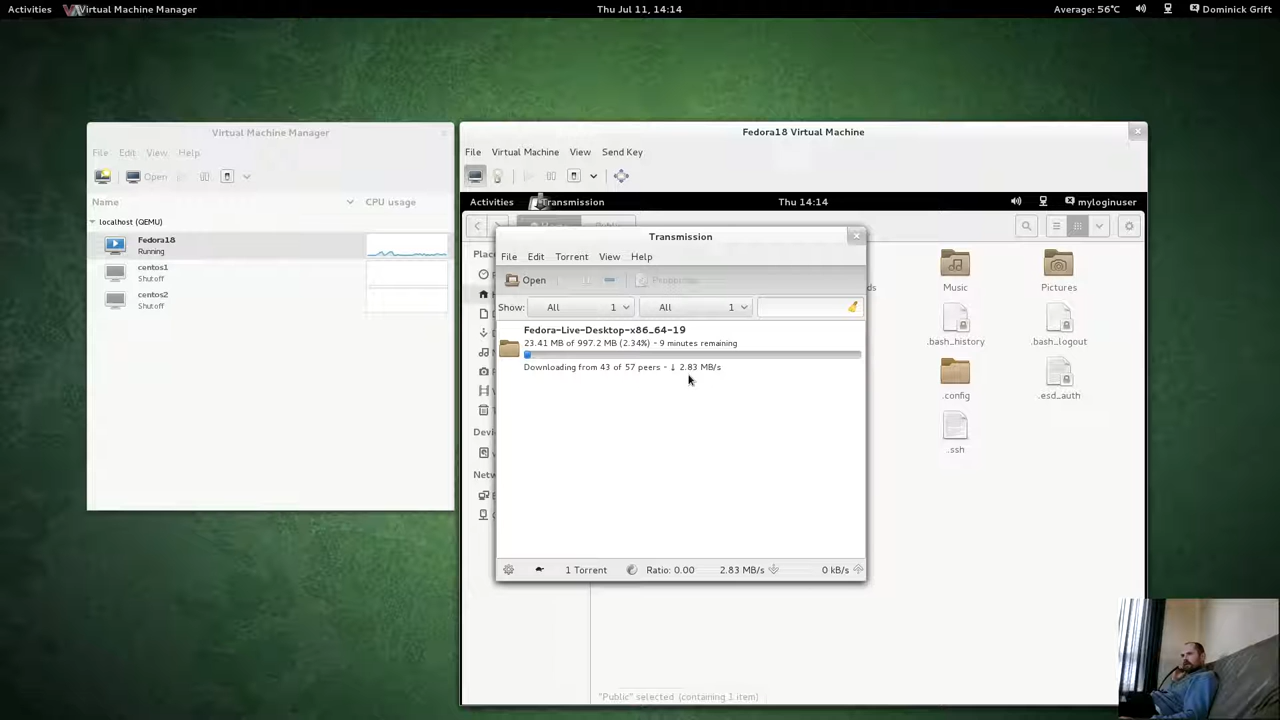 Activities
Virtual Machine Manager
Thu Jul 11, 14:14
Average: 56°C
Dominick Grift
Virtual Machine Manager
File Edit View Help
Open
Name
CPU usage
localhost (QEMU)
Fedora18
Running
centos1
Shutoff
centos2
Shutoff
Fedora18 Virtual Machine
File Virtual Machine View Send Key
Activities
Transmission
Thu 14:14
myloginuser
Plac
H
D
D
M
V
T
Devi
Netw
Music
Pictures
.bash_history
.bash_logout
.config
.esd_auth
.ssh
Transmission
File Edit Torrent View Help
Open
Properties
Show: All 1 All 1
Fedora-Live-Desktop-x86_64-19
23.41 MB of 997.2 MB (2.34%) - 9 minutes remaining
Downloading from 43 of 57 peers - ↓ 2.83 MB/s
1 Torrent
Ratio: 0.00
2.83 MB/s
0 kB/s
"Public" selected (containing 1 item)